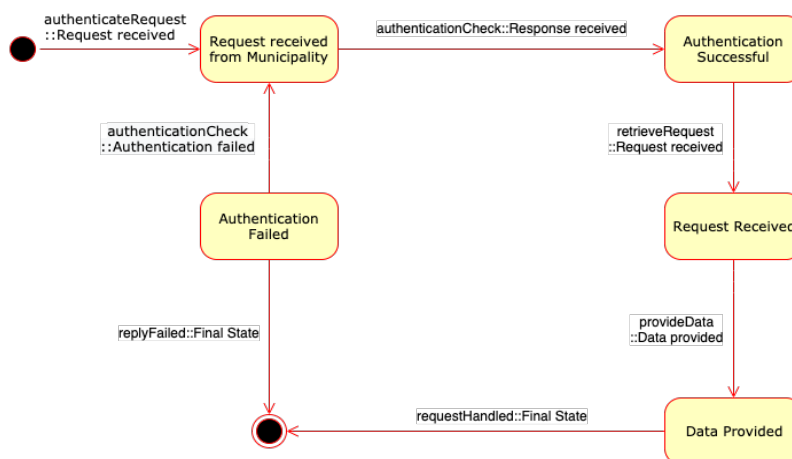 authenticateRequest
::Request received
Request received
from Municipality
authenticationCheck::Response received
Authentication
Successful
authenticationCheck
::Authentication failed
retrieveRequest
::Request received
Authentication
Failed
Request Received
replyFailed::Final State
provideData
::Data provided
requestHandled::Final State
Data Provided